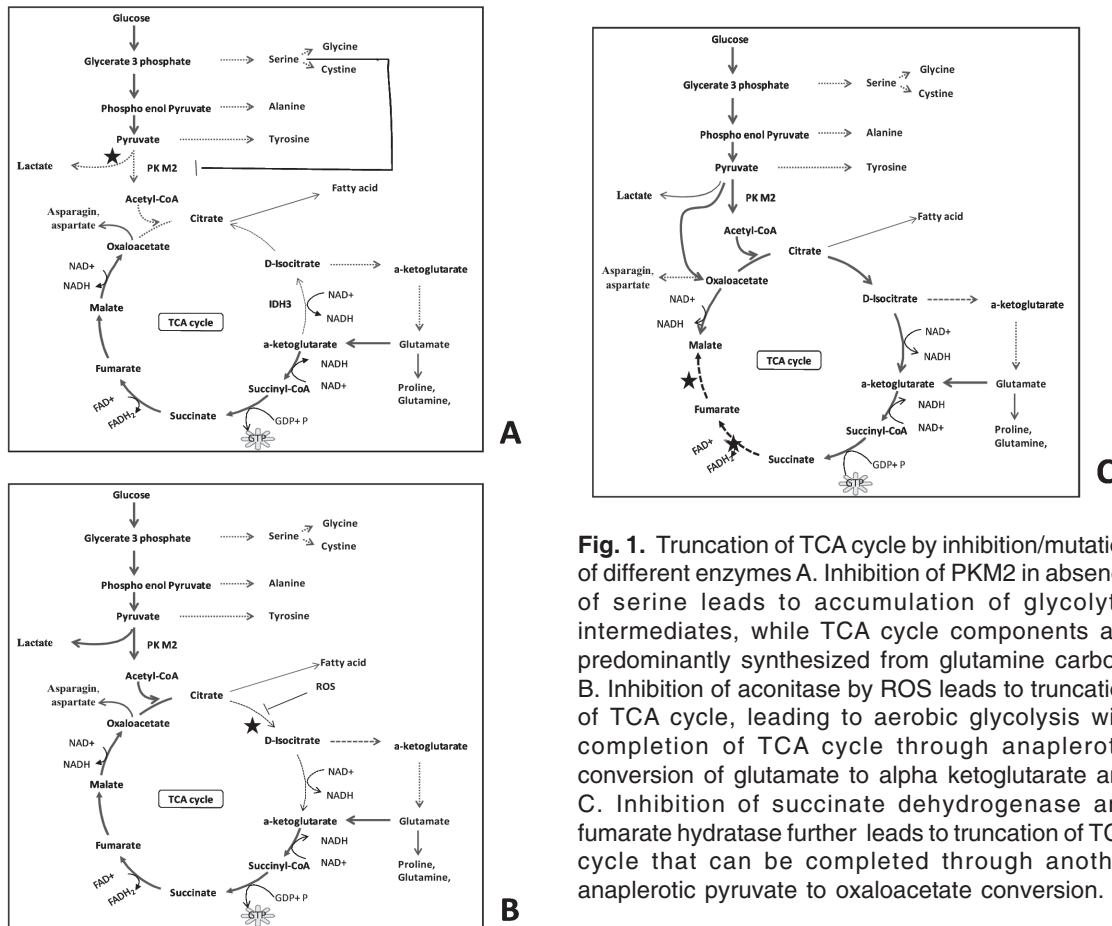 Glucose
Glycerate 3 phosphate
Serine
Glycine
Cystine
Phospho enol Pyruvate
Alanine
Pyruvate
Tyrosine
Lactate
PK M2
Acetyl-CoA
Fatty acid
Citrate
Asparagin,
aspartate
Oxaloacetate
D-Isocitrate
a-ketoglutarate
NAD+
NADH
IDH3
NAD+
NADH
Malate
TCA cycle
a-ketoglutarate
Glutamate
Fumarate
NADH
NAD+
Succinyl-CoA
Proline,
Glutamine,
FAD+
FADH2
Succinate
GDP+ P
GTP
A
Glucose
Glycerate 3 phosphate
Serine
Glycine
Cystine
Phospho enol Pyruvate
Alanine
Pyruvate
Tyrosine
Lactate
PK M2
Acetyl-CoA
Fatty acid
Citrate
ROS
Asparagin,
aspartate
Oxaloacetate
D-Isocitrate
a-ketoglutarate
NAD+
NADH
NAD+
NADH
Malate
TCA cycle
a-ketoglutarate
Glutamate
Fumarate
NADH
NAD+
Succinyl-CoA
Proline,
Glutamine,
FAD+
FADH2
Succinate
GDP+ P
GTP
B
Glucose
Glycerate 3 phosphate
Serine
Glycine
Cystine
Phospho enol Pyruvate
Alanine
Pyruvate
Tyrosine
Lactate
PK M2
Acetyl-CoA
Fatty acid
Citrate
Asparagin,
aspartate
Oxaloacetate
D-Isocitrate
a-ketoglutarate
NAD+
NADH
NAD+
NADH
Malate
TCA cycle
a-ketoglutarate
Glutamate
Fumarate
NADH
NAD+
Succinyl-CoA
Proline,
Glutamine,
FAD+
FADH2
Succinate
GDP+ P
GTP
C
Fig. 1. Truncation of TCA cycle by inhibition/mutatio
of different enzymes A. Inhibition of PKM2 in absen
of serine leads to accumulation of glycolyt
intermediates, while TCA cycle components a
predominantly synthesized from glutamine carbo
B. Inhibition of aconitase by ROS leads to truncatio
of TCA cycle, leading to aerobic glycolysis wi
completion of TCA cycle through anaplerot
conversion of glutamate to alpha ketoglutarate an
C. Inhibition of succinate dehydrogenase an
fumarate hydratase further leads to truncation of TC
cycle that can be completed through anoth
anaplerotic pyruvate to oxaloacetate conversion.